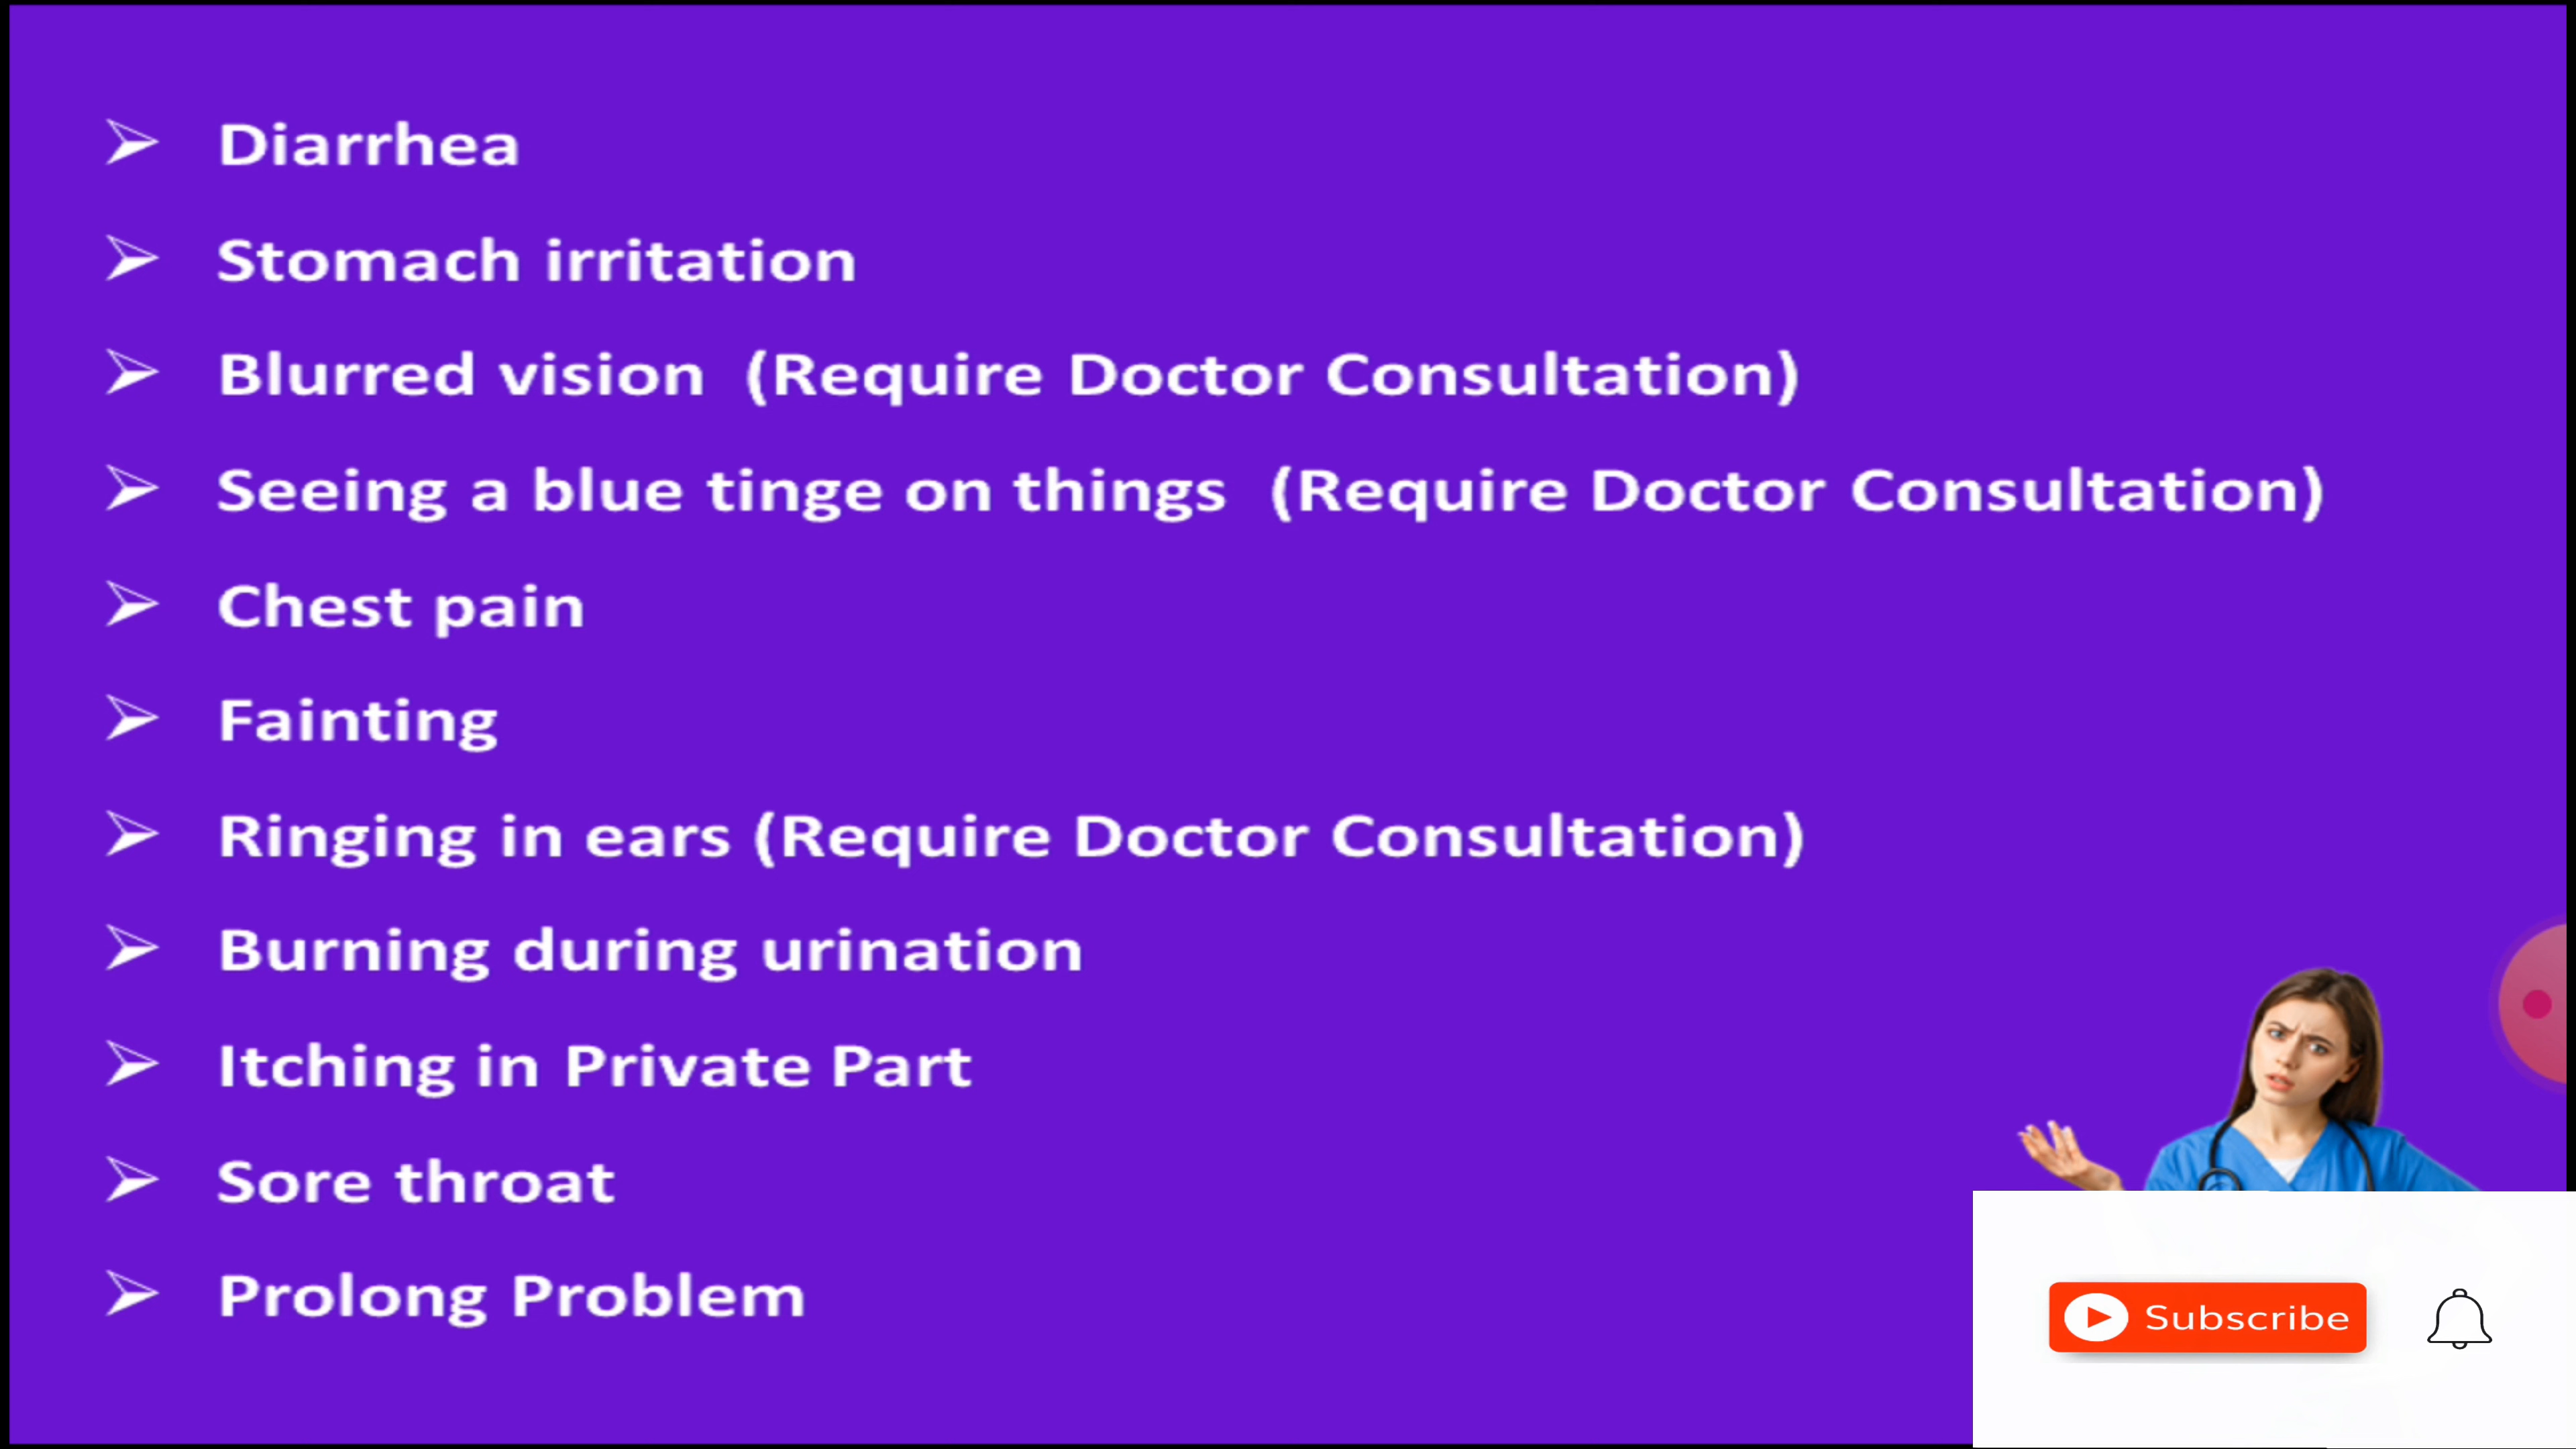 Diarrhea
Stomach irritation
Blurred vision (Require Doctor Consultation)
Seeing a blue tinge on things (Require Doctor Consultation)
Chest pain
Fainting
Ringing in ears (Require Doctor Consultation)
Burning during urination
Itching in Private Part
Sore throat
Prolong Problem
Subscribe